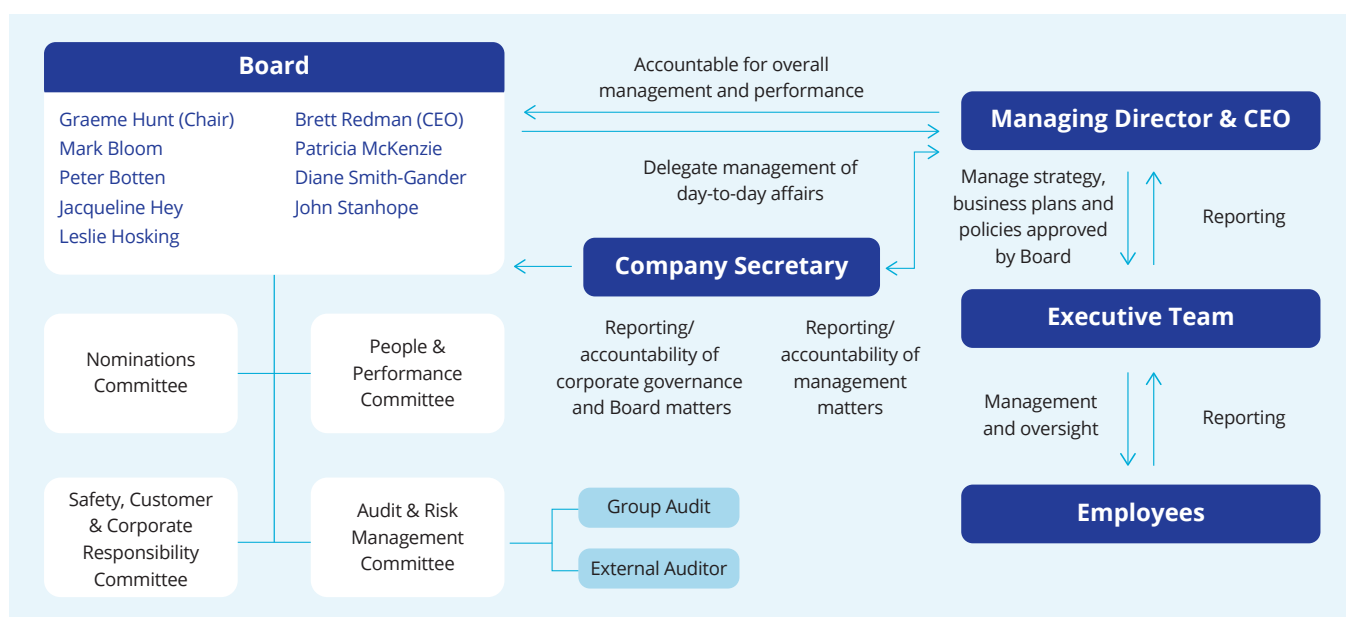 Board
Graeme Hunt (Chair)
Mark Bloom
Peter Botten
Jacqueline Hey
Leslie Hosking
Brett Redman (CEO)
Patricia McKenzie
Diane Smith-Gander
John Stanhope
Accountable for overall
management and performance
Delegate management of
day-to-day affairs
Managing Director & CEO
Manage strategy,
business plans and
policies approved
by Board
Reporting
Company Secretary
Reporting/
accountability of
corporate governance
and Board matters
Reporting/
accountability of
management
matters
Executive Team
Management
and oversight
Reporting
Employees
Nominations
Committee
People &
Performance
Committee
Safety, Customer
& Corporate
Responsibility
Committee
Audit & Risk
Management
Committee
Group Audit
External Auditor